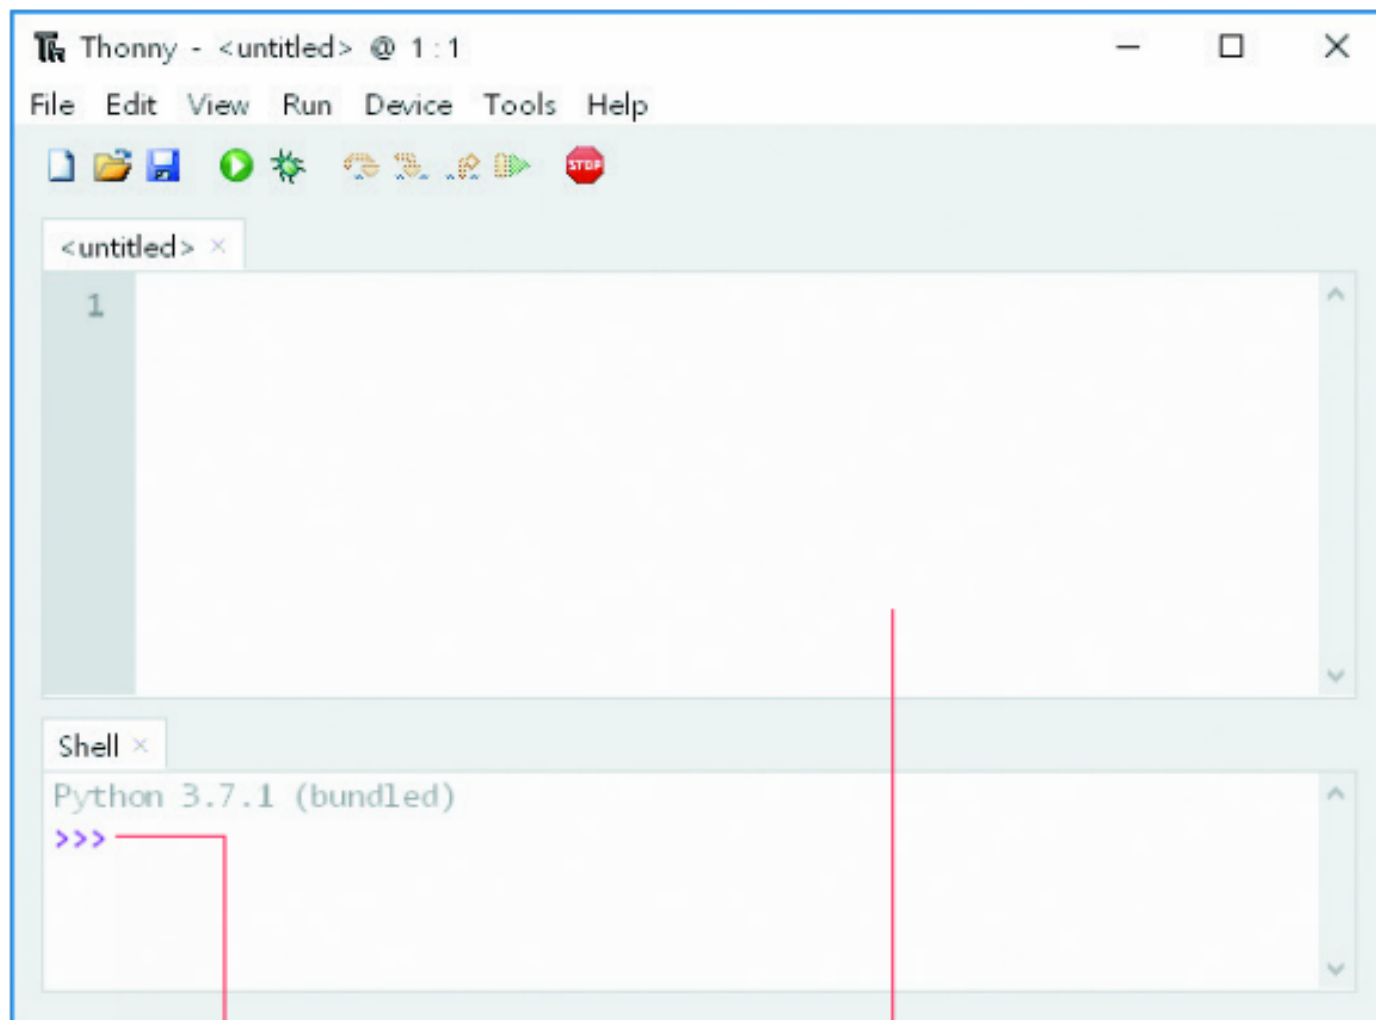 Thonny - <untitled> @ 1 : 1
File Edit View Run Device Tools Help
STOP
<untitled> ×
1
Shell ×
Python 3.7.1 (bundled)
>>>